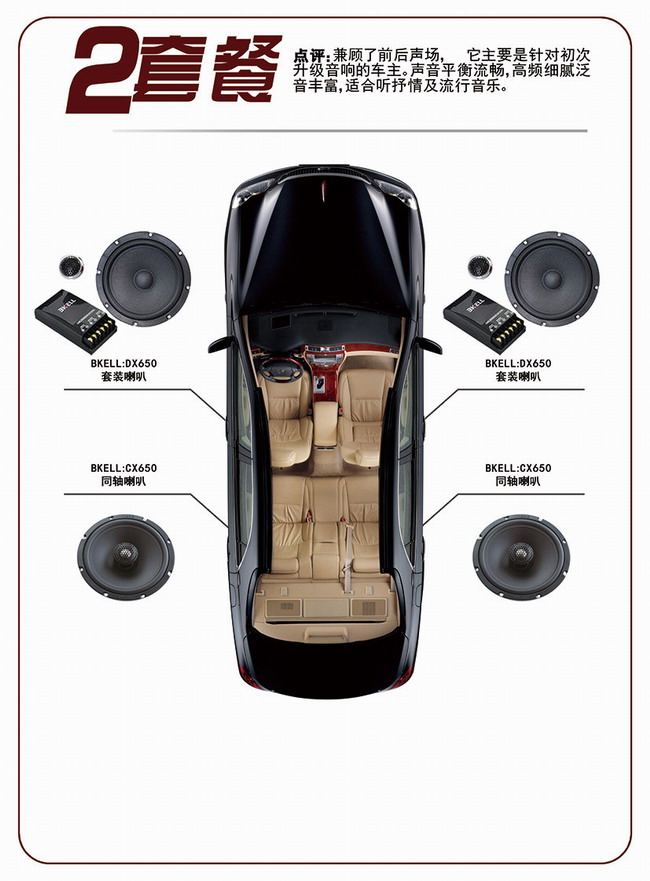 2套餐
点评:兼顾了前后声场， 它主要是针对初次
升级音响的车主。声音平衡流畅,高频细腻泛
音丰富,适合听抒情及流行音乐。
BKELL
BKELL
BKELL:DX650
套装喇叭
BKELL:DX650
套装喇叭
BKELL:CX650
同轴喇叭
BKELL:CX650
同轴喇叭